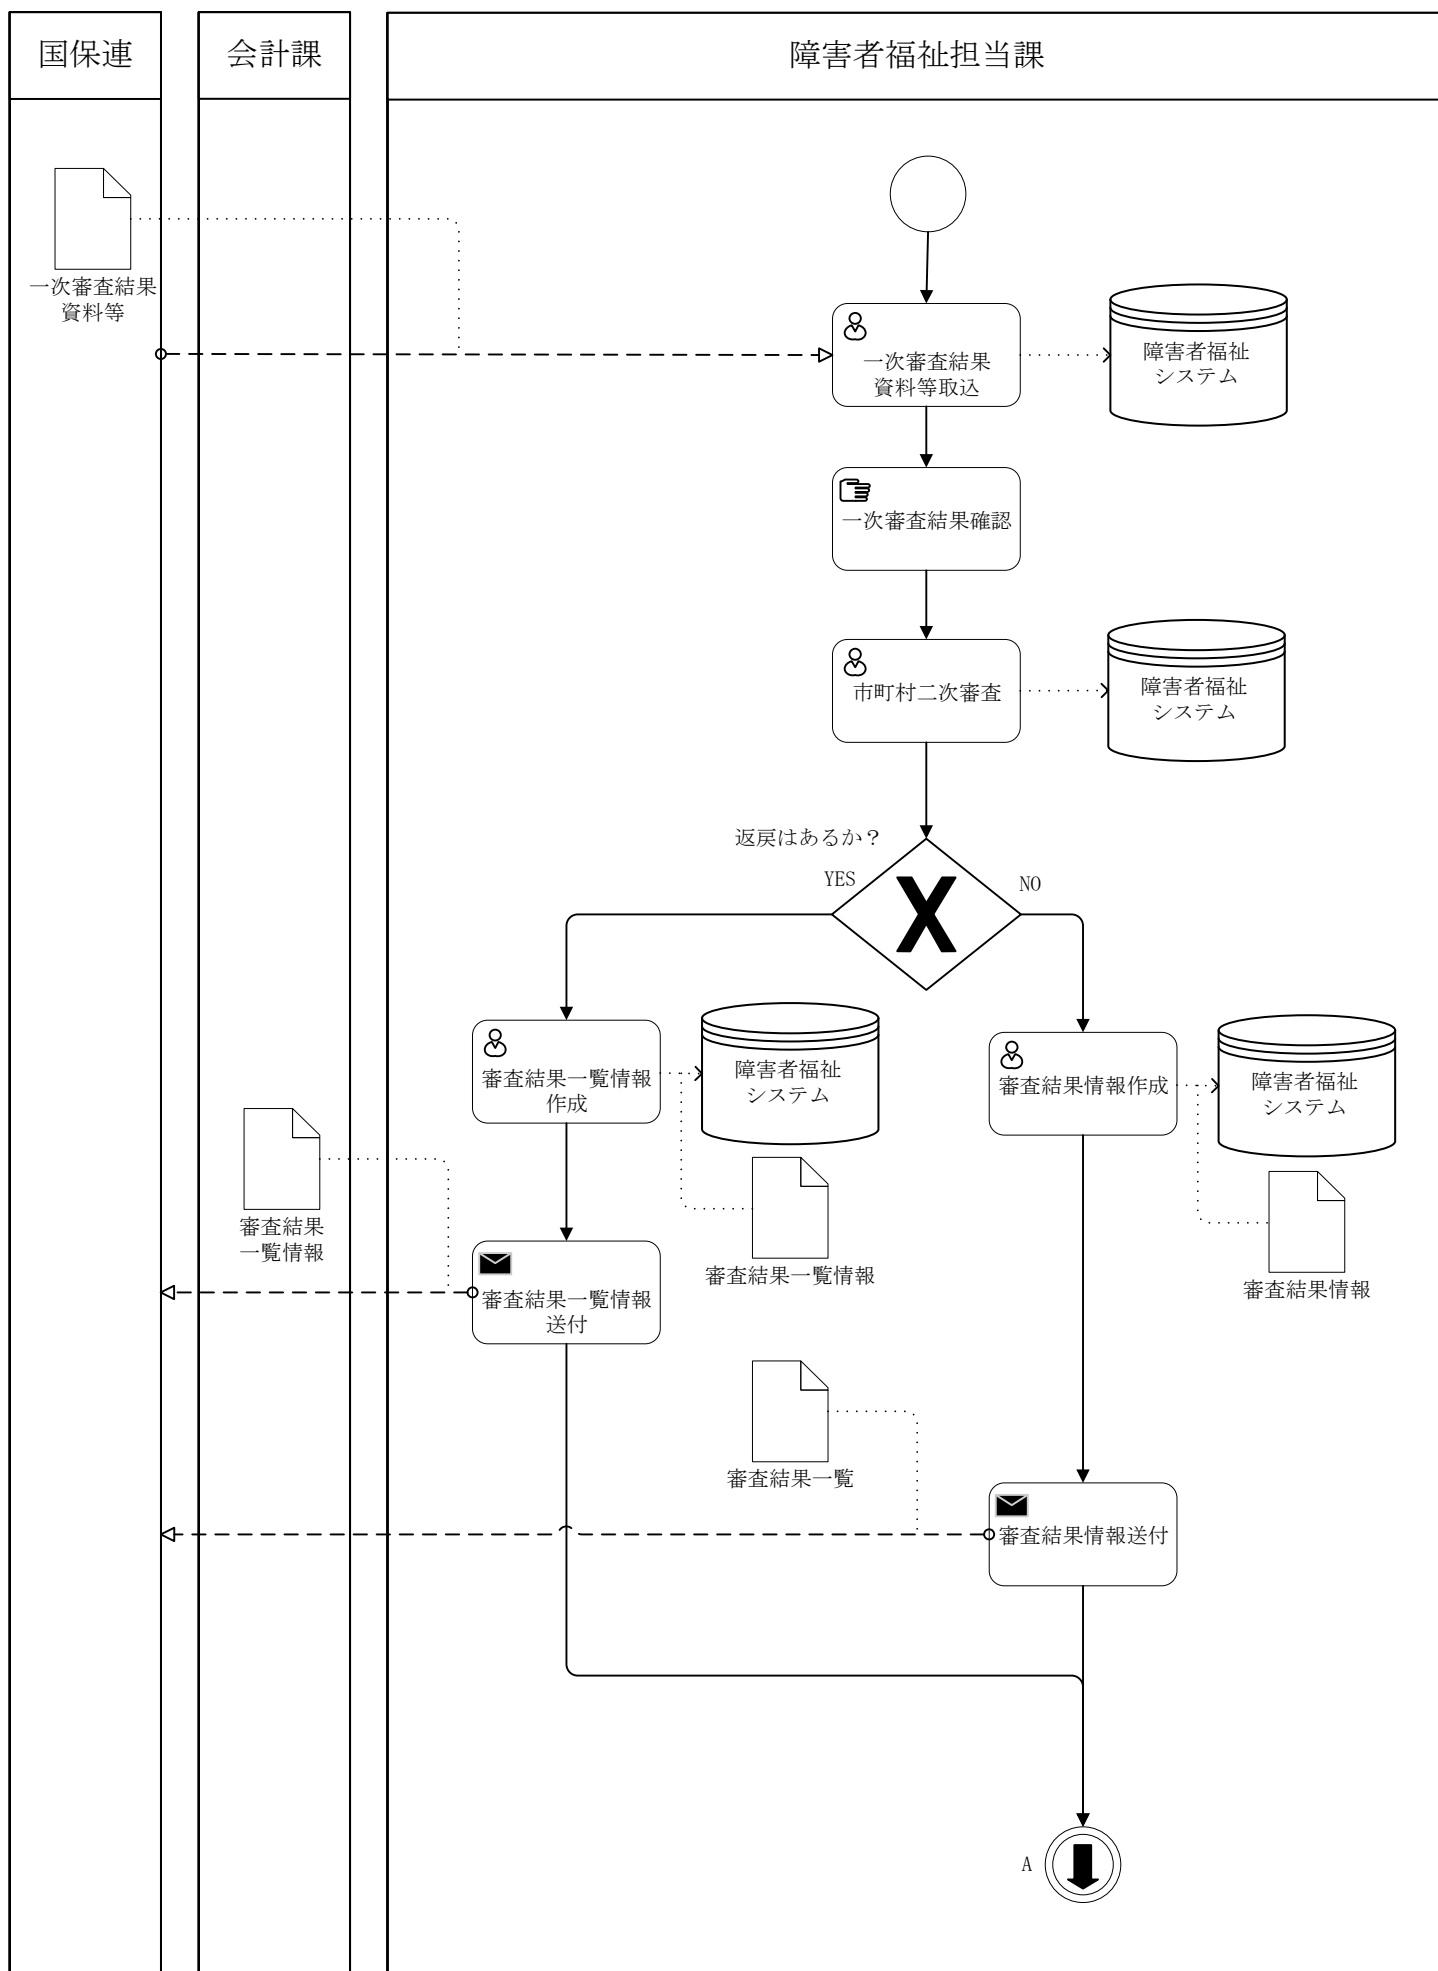 国保連
会計課
障害者福祉担当課
一次審査結果
資料等
一次審査結果
資料等取込
障害者福祉
システム
一次審査結果確認
市町村二次審査
障害者福祉
システム
返戻はあるか？
YES
NO
審査結果一覧情報
作成
障害者福祉
システム
審査結果情報作成
障害者福祉
システム
審査結果
一覧情報
審査結果一覧情報
審査結果情報
審査結果一覧情報
送付
審査結果一覧
審査結果情報送付
A